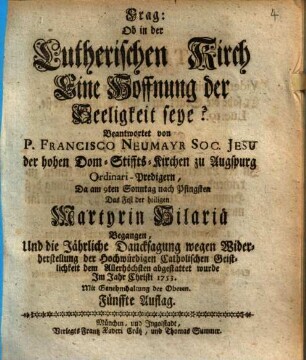 4
Frag:
Ob in der
Lutherischen Kirch
Eine Hoffnung der
Seeligkeit seye?
Beantwortet von
P. FRANCISCO NEUMAYR SOC. JESU
der hohen Dom-Stiffts-Kirchen zu Augspurg
Ordinari-Predigern,
Da am 9ten Sonntag nach Pfingsten
Das Fest der heiligen
Martyrin Hilariä
Begangen,
Und die Jährliche Dancksagung wegen Wider-
herstellung der Hochwürdigen Catholischen Geist-
lichkeit dem Allerhöchsten abgestattet wurde
Im Jahr Christi 1753.
Mit Genehmhaltung der Oberen.
Fünffte Auflag.
München, und Ingolstadt,
Verlegts Frantz Xaveri Crätz, und Thomas Summer.